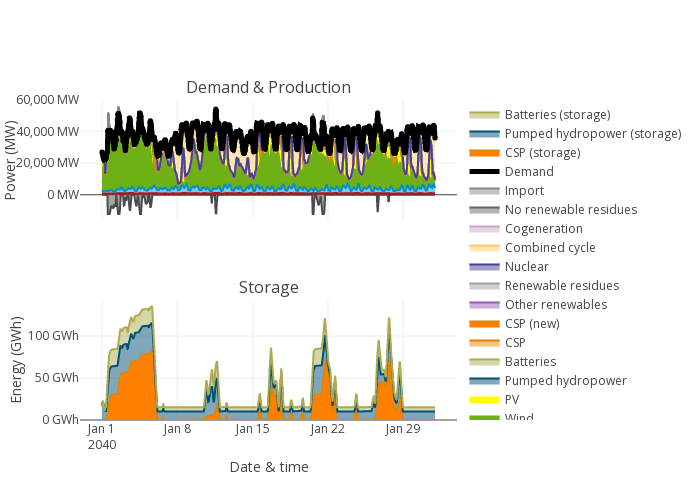 Demand & Production
Power (MW)
60,000 MW
40,000 MW
20,000 MW
0 MW
Storage
Energy (GWh)
100 GWh
50 GWh
0 GWh
Jan 1
2040
Jan 8
Jan 15
Jan 22
Jan 29
Date & time
Batteries (storage)
Pumped hydropower (storage)
CSP (storage)
Demand
Import
No renewable residues
Cogeneration
Combined cycle
Nuclear
Renewable residues
Other renewables
CSP (new)
CSP
Batteries
Pumped hydropower
PV
Wind